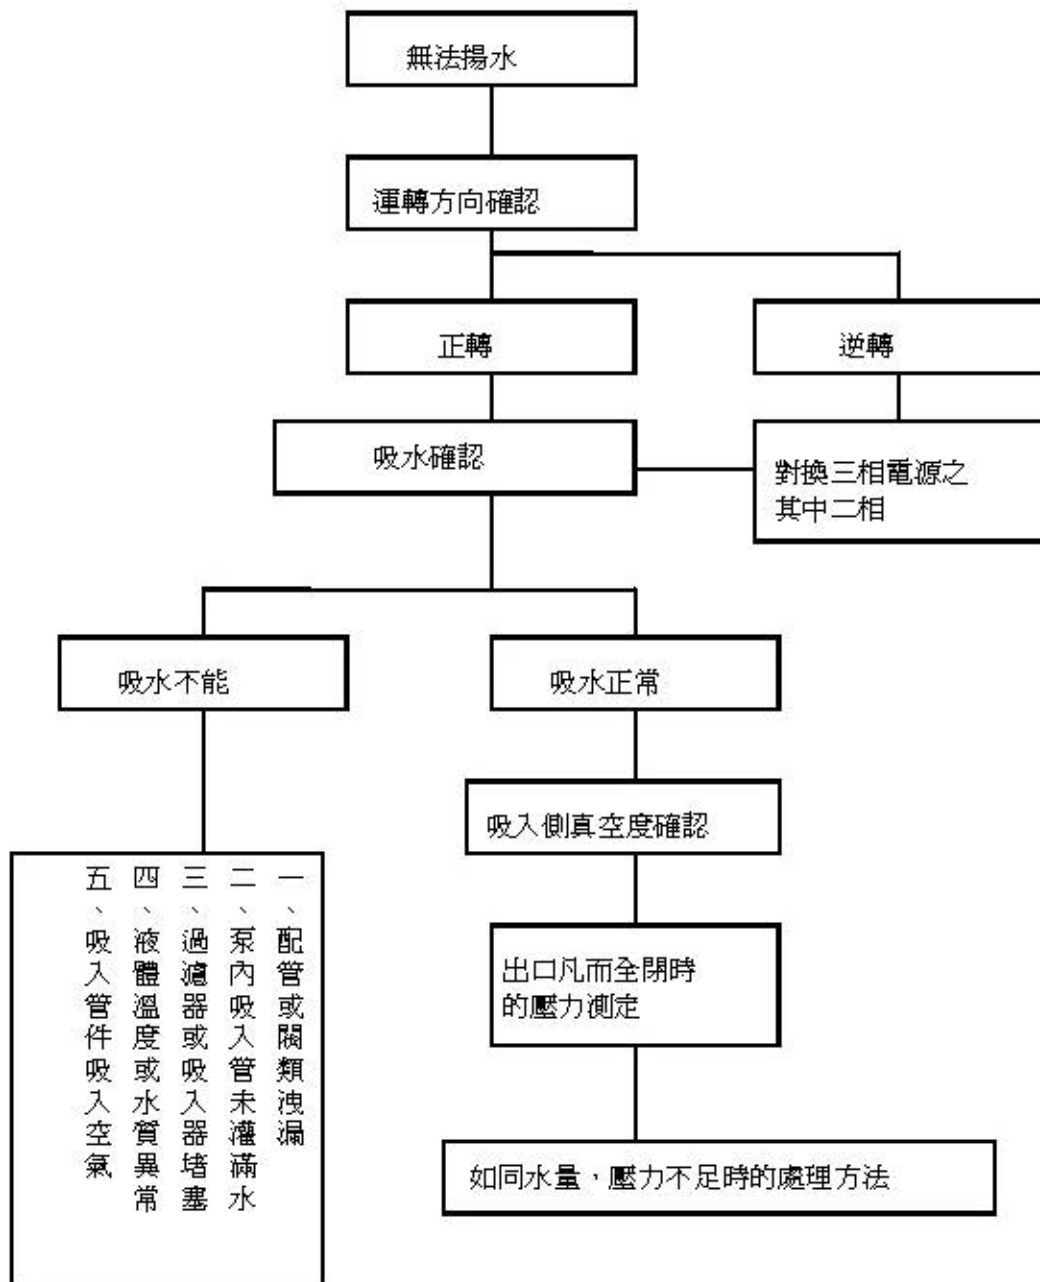 無法揚水
運轉方向確認
正轉
逆轉
吸水確認
對換三相電源之
其中二相
吸水不能
吸水正常
吸入側真空度確認
一、配管或閥類洩漏
二、泵內吸入管未灌滿水
三、過濾器或吸入器堵塞
四、液體溫度或水質異常
五、吸入管件吸入空氣
出口凡而全閉時
的壓力測定
如同水量，壓力不足時的處理方法